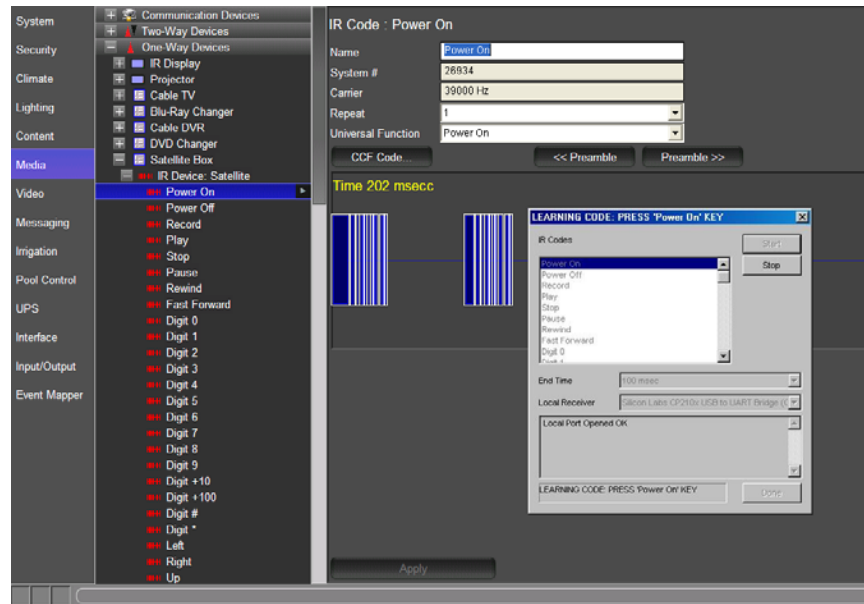 System
Security
Climate
Lighting
Content
Media
Video
Messaging
Irrigation
Pool Control
UPS
Interface
Input/Output
Event Mapper
Communication Devices
Two-Way Devices
One-Way Devices
IR Display
Projector
Cable TV
Blu-Ray Changer
Cable DVR
DVD Changer
Satellite Box
IR Device: Satellite
Power On
Power Off
Record
Play
Stop
Pause
Rewind
Fast Forward
Digit 0
Digit 1
Digit 2
Digit 3
Digit 4
Digit 5
Digit 6
Digit 7
Digit 8
Digit 9
Digit +10
Digit +100
Digit #
Digit *
Left
Right
Up
IR Code : Power On
Name Power On
System # 26934
Carrier 39000 Hz
Repeat 1
Universal Function Power On
CCF Code... << Preamble Preamble >>
Time 202 msecc
LEARNING CODE: PRESS 'Power On' KEY
IR Codes
Start
Stop
Power On
Power Off
Record
Play
Stop
Pause
Rewind
Fast Forward
Digit 0
Digit 1
End Time 100 msec
Local Receiver Silicon Labs CP210x USB to UART Bridge (C
Local Port Opened OK
LEARNING CODE: PRESS 'Power On' KEY
Done
Apply